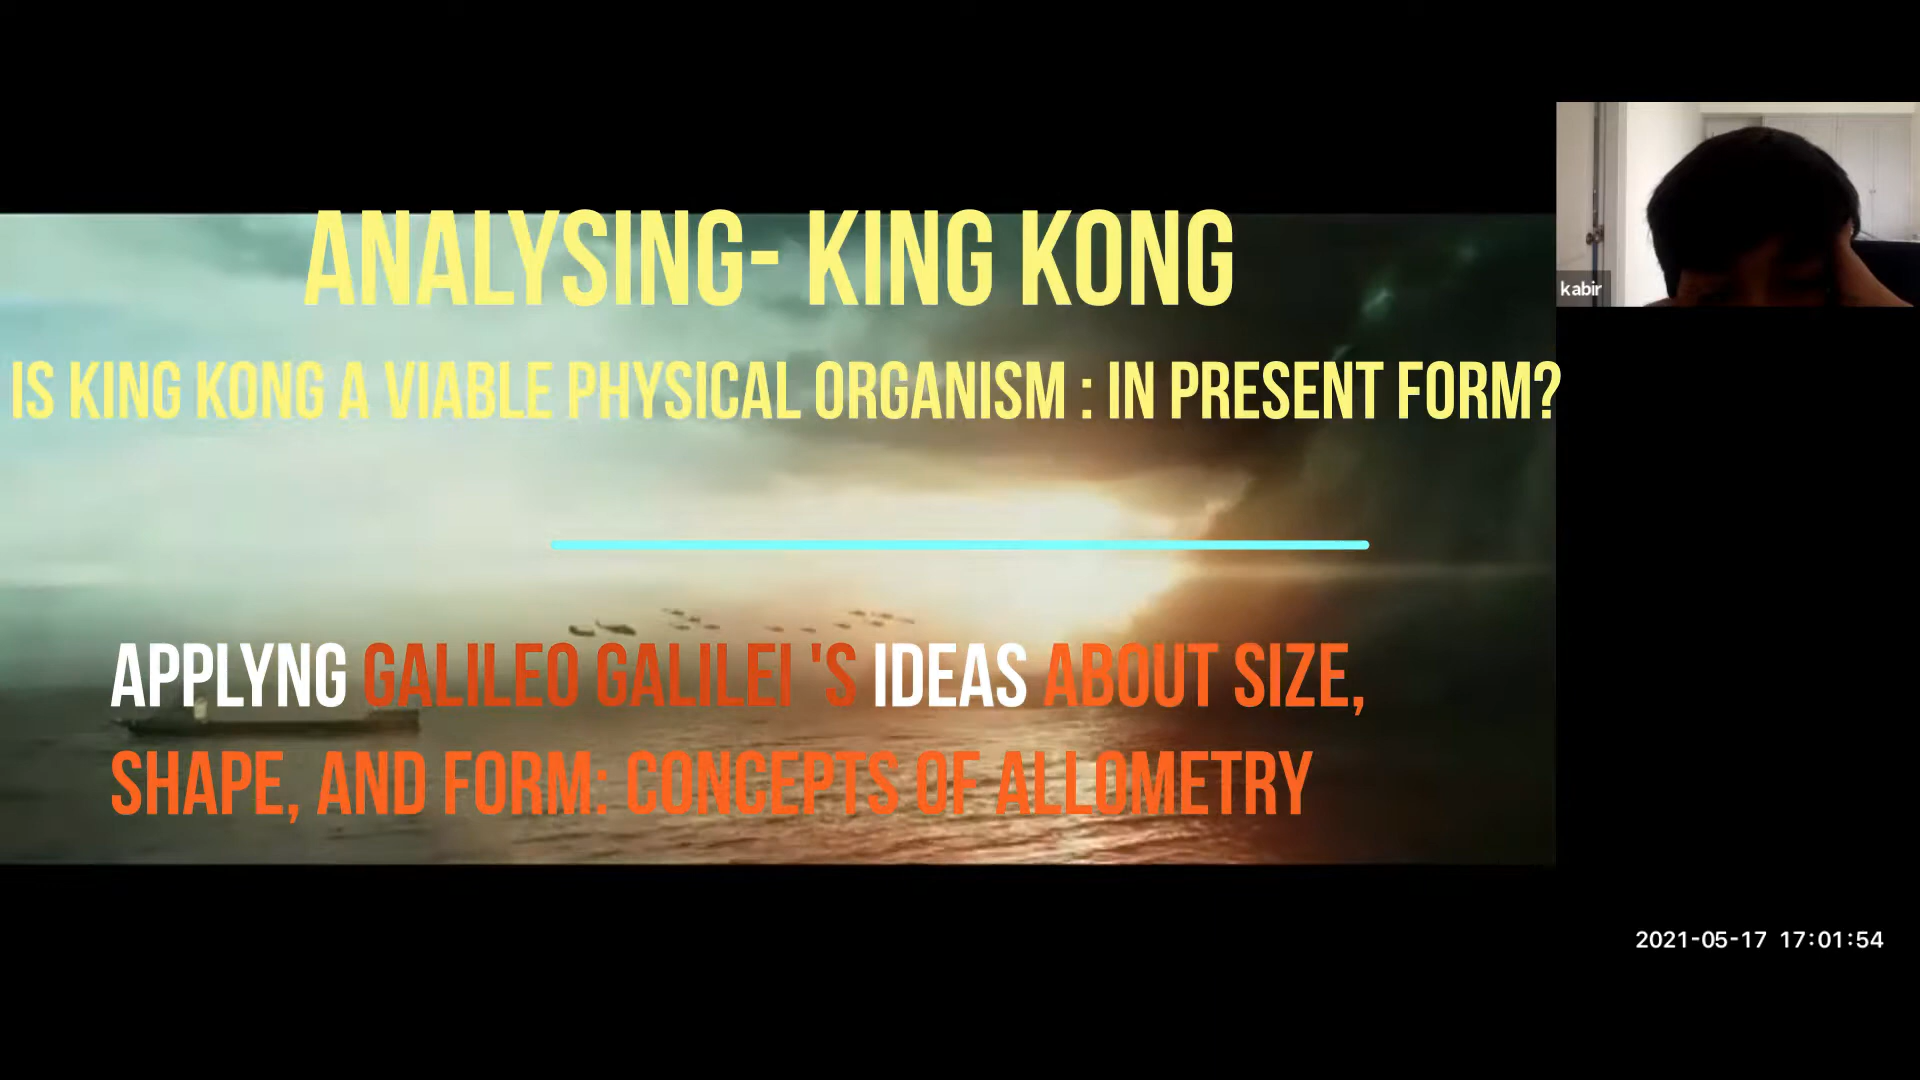 ANALYSING- KING KONG
IS KING KONG A VIABLE PHYSICAL ORGANISM : IN PRESENT FORM?
APPLYNG GALILEO GALILEI 'S IDEAS ABOUT SIZE,
SHAPE, AND FORM: CONCEPTS OF ALLOMETRY
kabir
2021-05-17 17:01:54